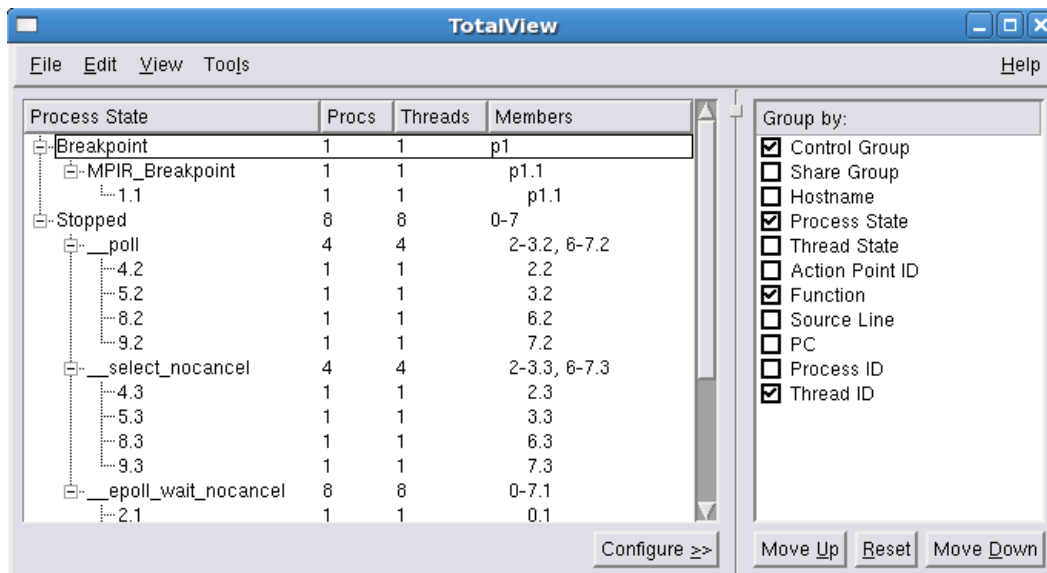 TotalView
File Edit View Tools Help
Process State Procs Threads Members
Breakpoint 1 1 p1
MPIR_Breakpoint 1 1 p1.1
1.1 1 1 p1.1
Stopped 8 8 0-7
__poll 4 4 2-3.2, 6-7.2
4.2 1 1 2.2
5.2 1 1 3.2
8.2 1 1 6.2
9.2 1 1 7.2
__select_nocancel 4 4 2-3.3, 6-7.3
4.3 1 1 2.3
5.3 1 1 3.3
8.3 1 1 6.3
9.3 1 1 7.3
__epoll_wait_nocancel 8 8 0-7.1
2.1 1 1 0.1
Configure >>
Group by:
Control Group
Share Group
Hostname
Process State
Thread State
Action Point ID
Function
Source Line
PC
Process ID
Thread ID
Move Up Reset Move Down